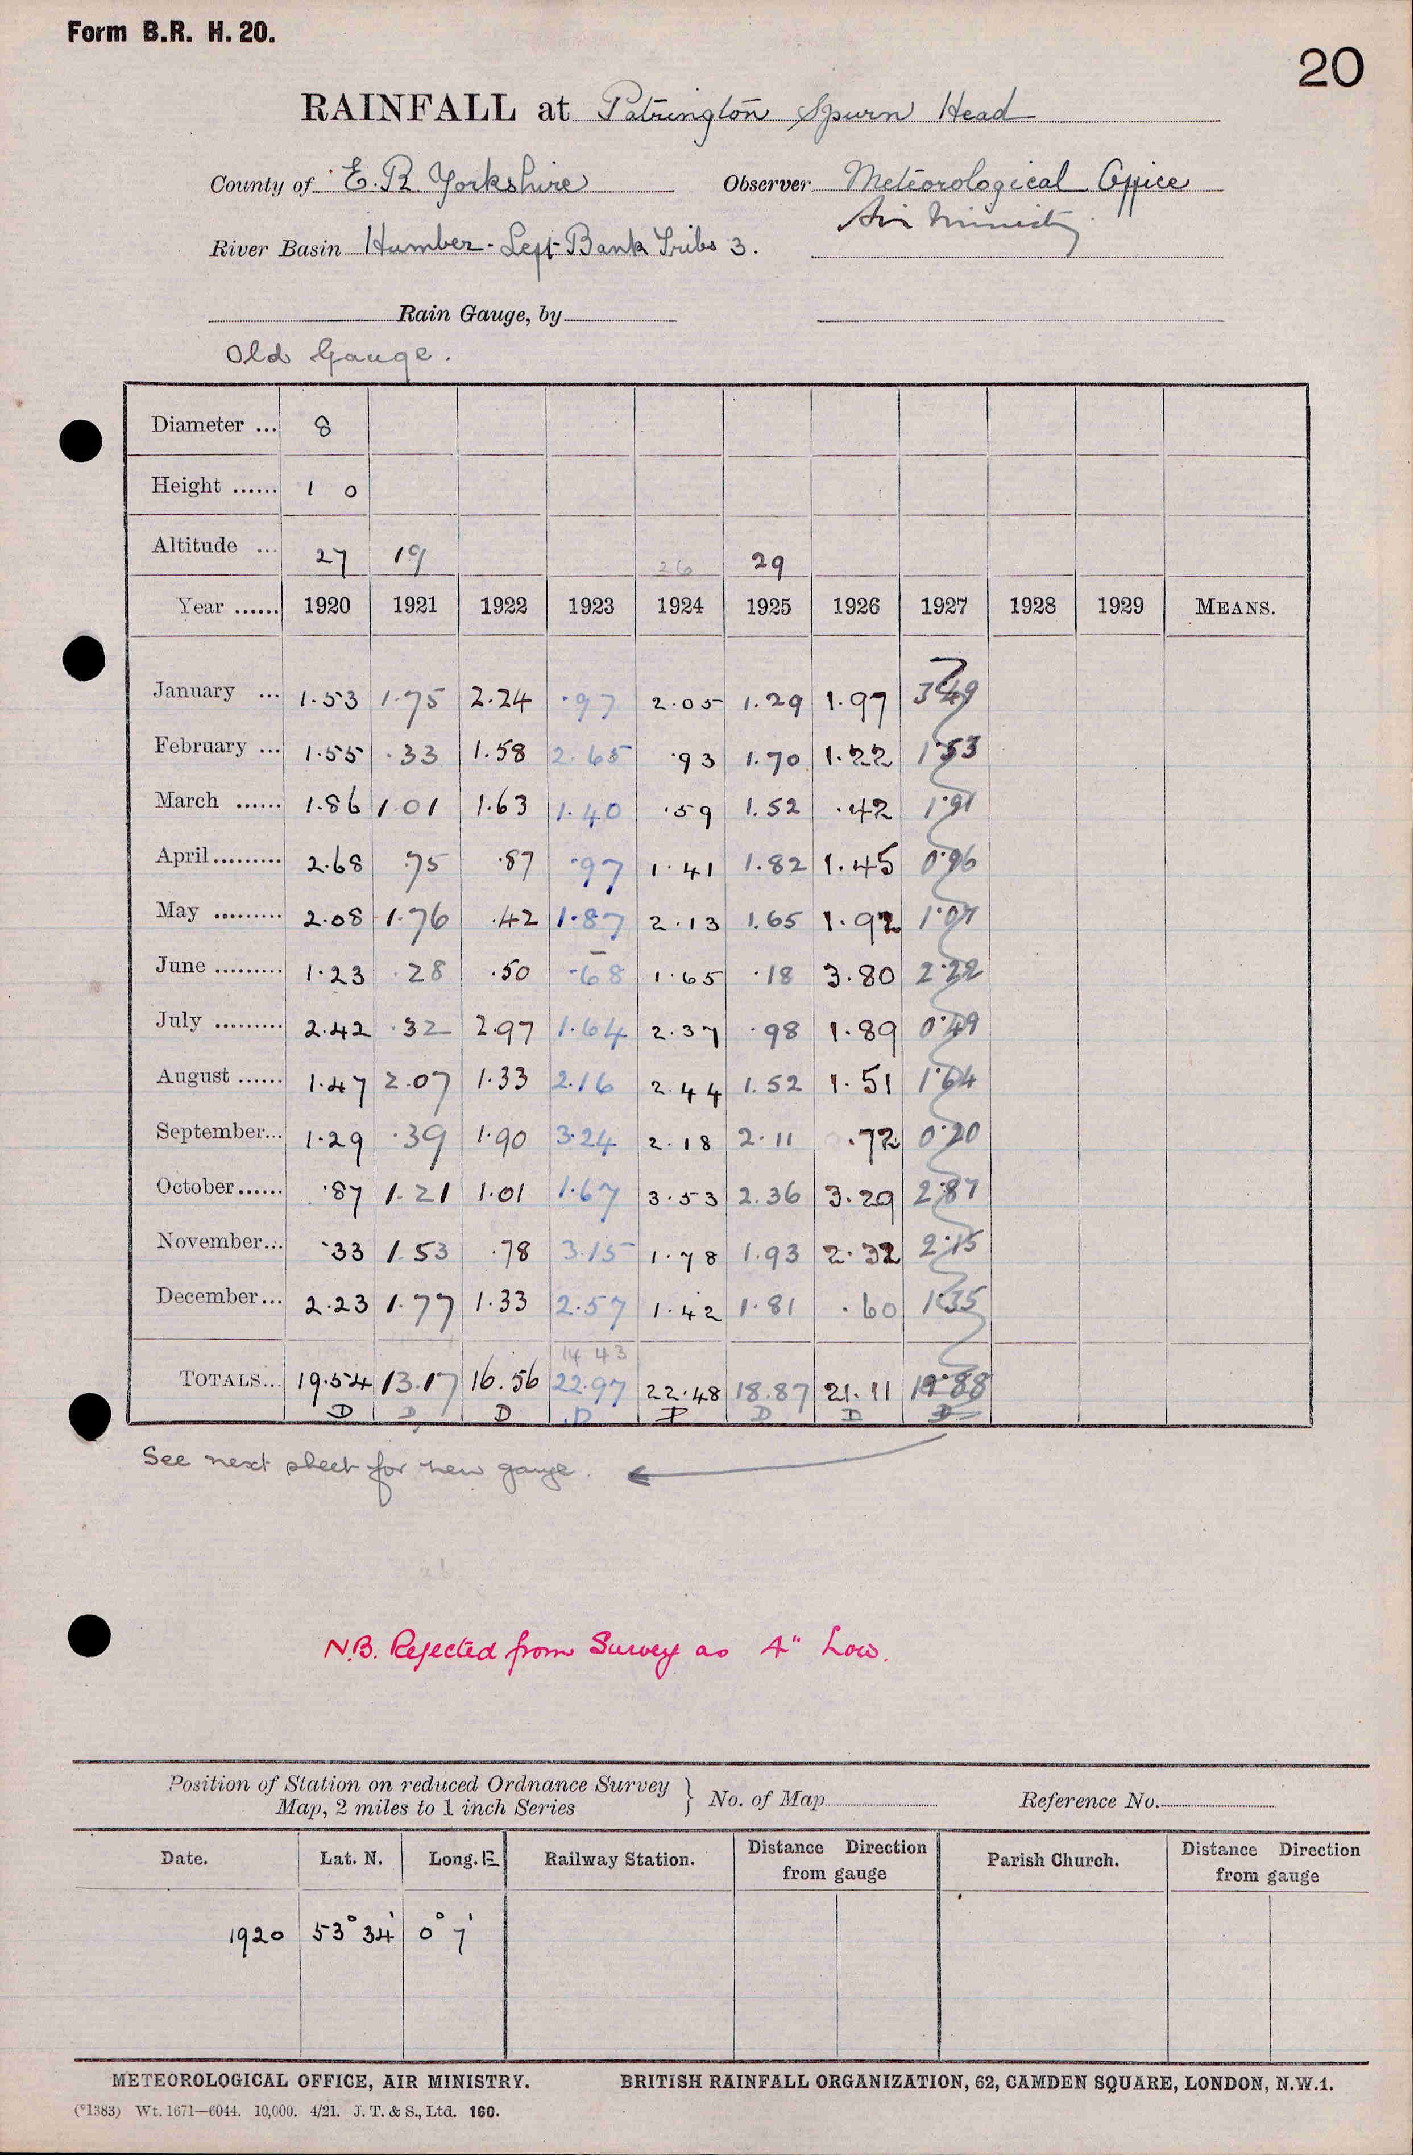 Form B.R. H. 20.
20
RAINFALL at Patrington Spurn Head
County of E.R. Yorkshire Observer Meteorological Office
Air Ministry
River Basin Humber - Left Bank Tribs 3.
Rain Gauge, by
Old Gauge.
Diameter ... 8
Height ...... 1 0
Altitude ... 27 19 26 29
Year ...... 1920 1921 1922 1923 1924 1925 1926 1927 1928 1929 MEANS.
January ... 1.53 1.75 2.24 .97 2.05 1.29 1.97 3.49
February ... 1.55 .33 1.58 2.65 .93 1.70 1.22 1.53
March ...... 1.86 1.01 1.63 1.40 .59 1.52 .42 1.91
April ......... 2.68 .75 .87 .97 1.41 1.82 1.45 0.96
May ......... 2.08 1.76 .42 1.87 2.13 1.65 1.92 1.07
June ......... 1.23 .28 .50 .68 1.65 .18 3.80 2.22
July ......... 2.42 .32 2.97 1.64 2.37 .98 1.89 0.49
August ...... 1.47 2.07 1.33 2.16 2.44 1.52 1.51 1.64
September... 1.29 .39 1.90 3.24 2.18 2.11 .72 0.20
October...... .87 1.21 1.01 1.67 3.53 2.36 3.29 2.87
November... .33 1.53 .78 3.15 1.78 1.93 2.32 2.15
December... 2.23 1.77 1.33 2.57 1.42 1.81 .60 1.35
14 43
TOTALS... 19.54 13.17 16.56 22.97 22.48 18.87 21.11 19.88
D D D D D D D D
See next sheet for new gauge.
N.B. Rejected from Survey as 4" Low.
Position of Station on reduced Ordnance Survey
Map, 2 miles to 1 inch Series } No. of Map Reference No.
Date. Lat. N. Long. E Railway Station. Distance Direction from gauge Parish Church. Distance Direction from gauge
1920 53° 34' 0° 7'
METEOROLOGICAL OFFICE, AIR MINISTRY. BRITISH RAINFALL ORGANIZATION, 62, CAMDEN SQUARE, LONDON, N.W.1.
(*1383) Wt. 1671—6044. 10,000. 4/21. J. T. & S., Ltd. 160.